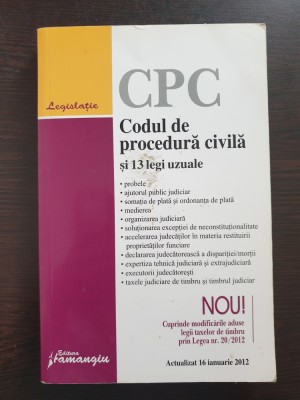 Legislație
CPC
Codul de
procedură civilă
și 13 legi uzuale
• probele
• ajutorul public judiciar
• somația de plată și ordonanța de plată
• medierea
• organizarea judiciară
• soluționarea excepției de neconstituționalitate
• accelerarea judecăților în materia restituirii
proprietăților funciare
• declararea judecătorească a dispariției/morții
• expertiza tehnică judiciară și extrajudiciară
• executorii judecătorești
• taxele judiciare de timbru și timbrul judiciar
NOU!
Cuprinde modificările aduse
legii taxelor de timbru
prin Legea nr. 20/2012
Actualizat 16 ianuarie 2012
Editura
hamangiu